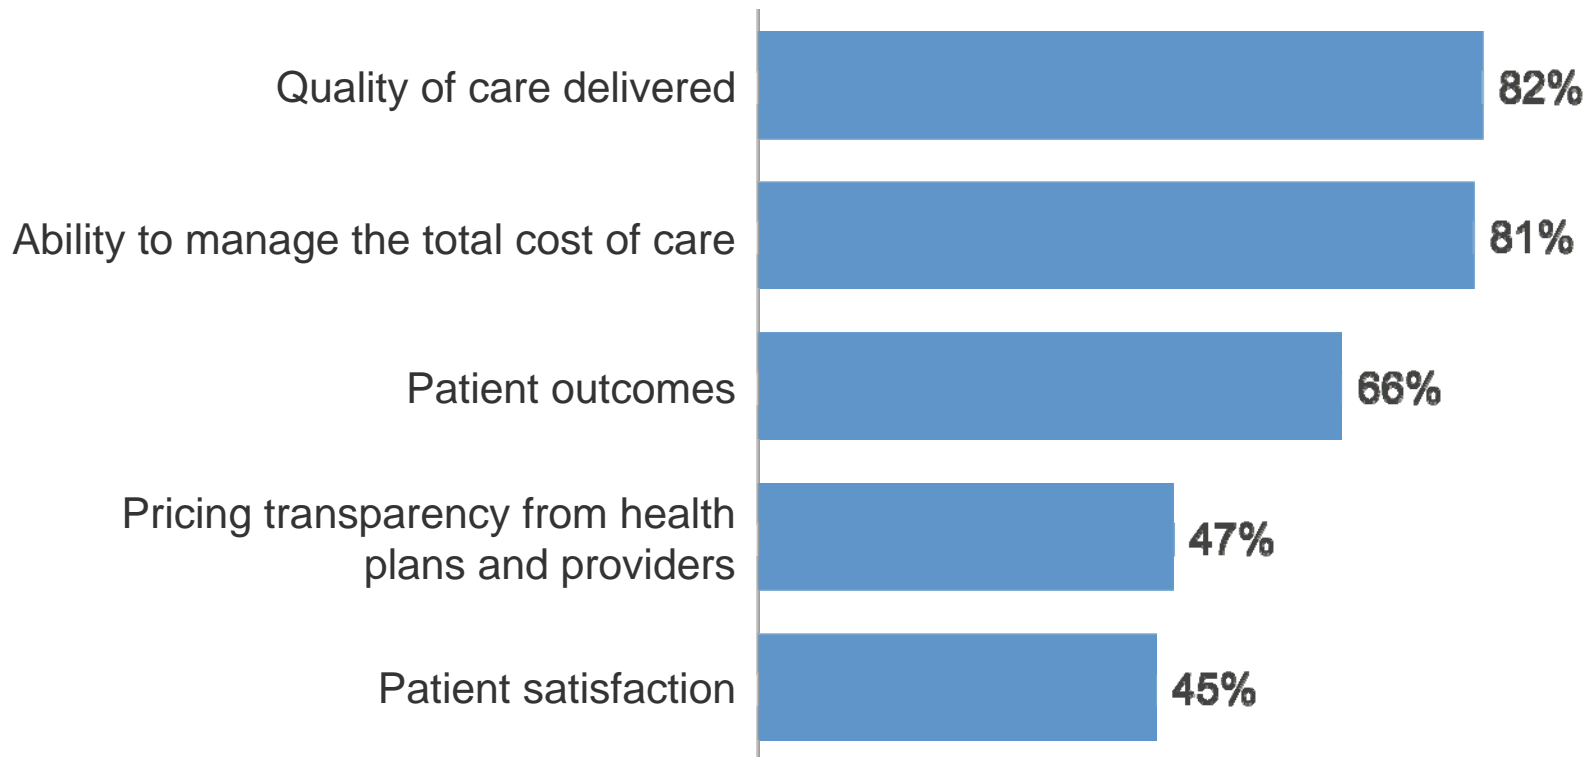 Quality of care delivered
82%
Ability to manage the total cost of care
81%
Patient outcomes
66%
Pricing transparency from health
plans and providers
47%
Patient satisfaction
45%